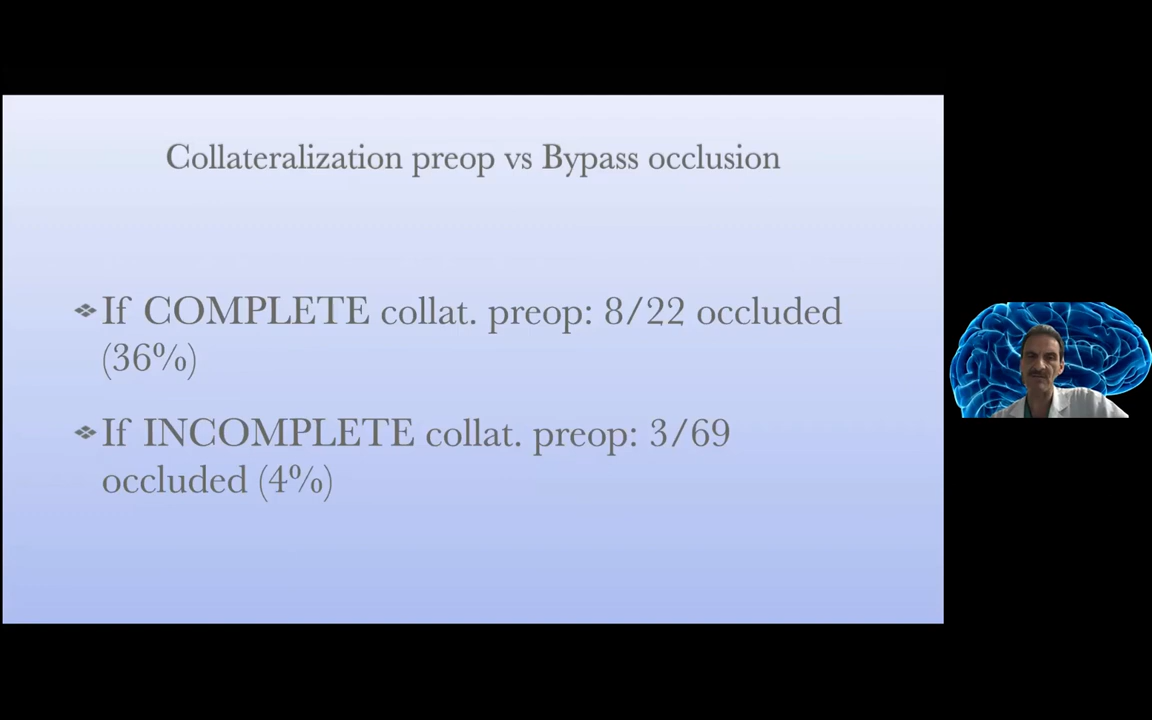 Collateralization preop vs Bypass occlusion
❖If COMPLETE collat. preop: 8/22 occluded
(36%)
❖If INCOMPLETE collat. preop: 3/69
occluded (4%)